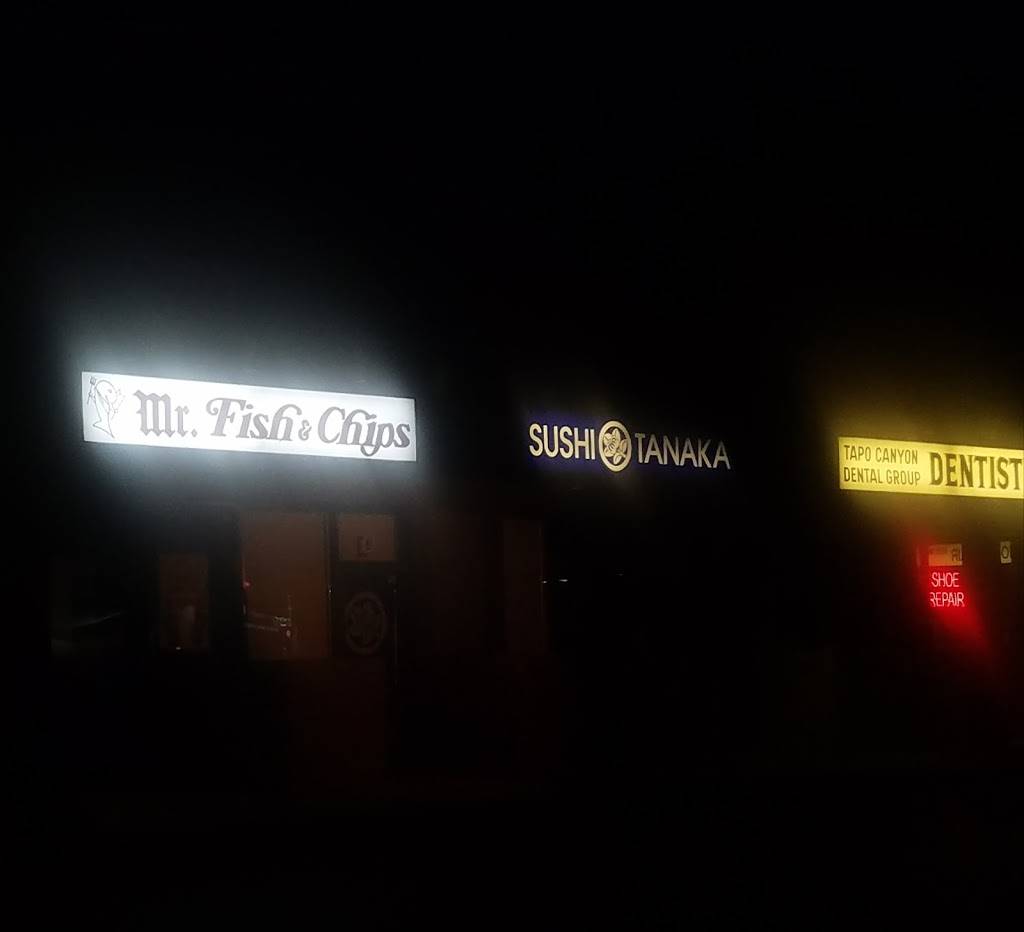 Mr. Fish & Chips
SUSHI TANAKA
TAPO CANYON
DENTAL GROUP
DENTIST
SHOE
REPAIR